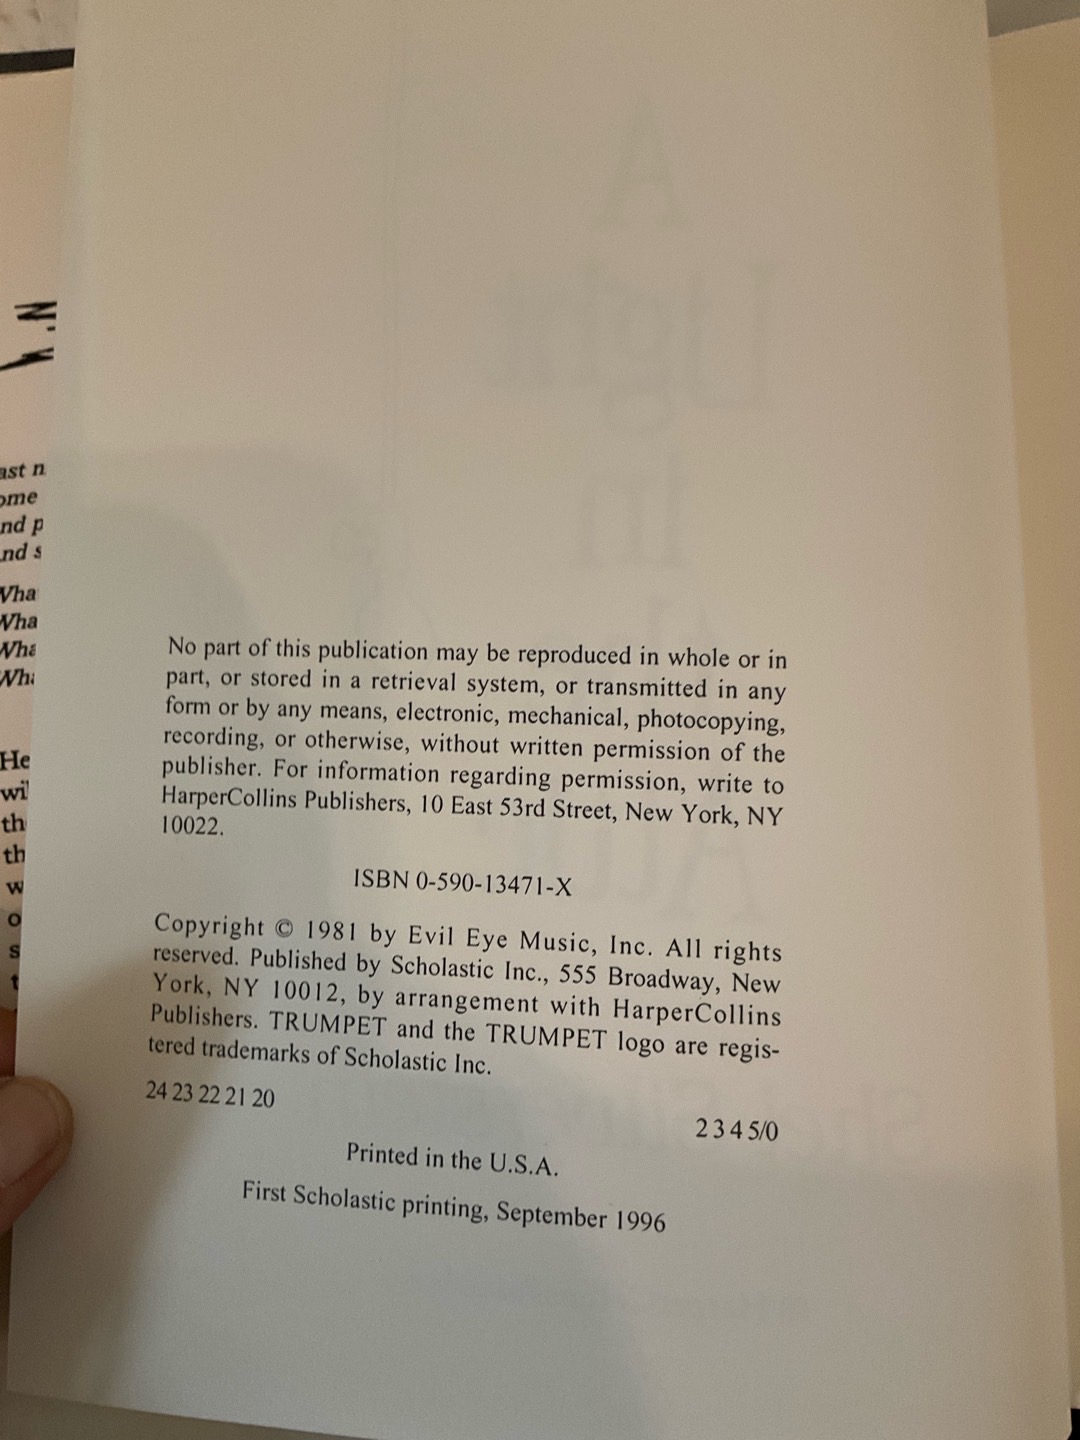 No part of this publication may be reproduced in whole or in
part, or stored in a retrieval system, or transmitted in any
form or by any means, electronic, mechanical, photocopying,
recording, or otherwise, without written permission of the
publisher. For information regarding permission, write to
HarperCollins Publishers, 10 East 53rd Street, New York, NY
10022.
ISBN 0-590-13471-X
Copyright © 1981 by Evil Eye Music, Inc. All rights
reserved. Published by Scholastic Inc., 555 Broadway, New
York, NY 10012, by arrangement with HarperCollins
Publishers. TRUMPET and the TRUMPET logo are regis-
tered trademarks of Scholastic Inc.
24 23 22 21 20
2 3 4 5/0
Printed in the U.S.A.
First Scholastic printing, September 1996